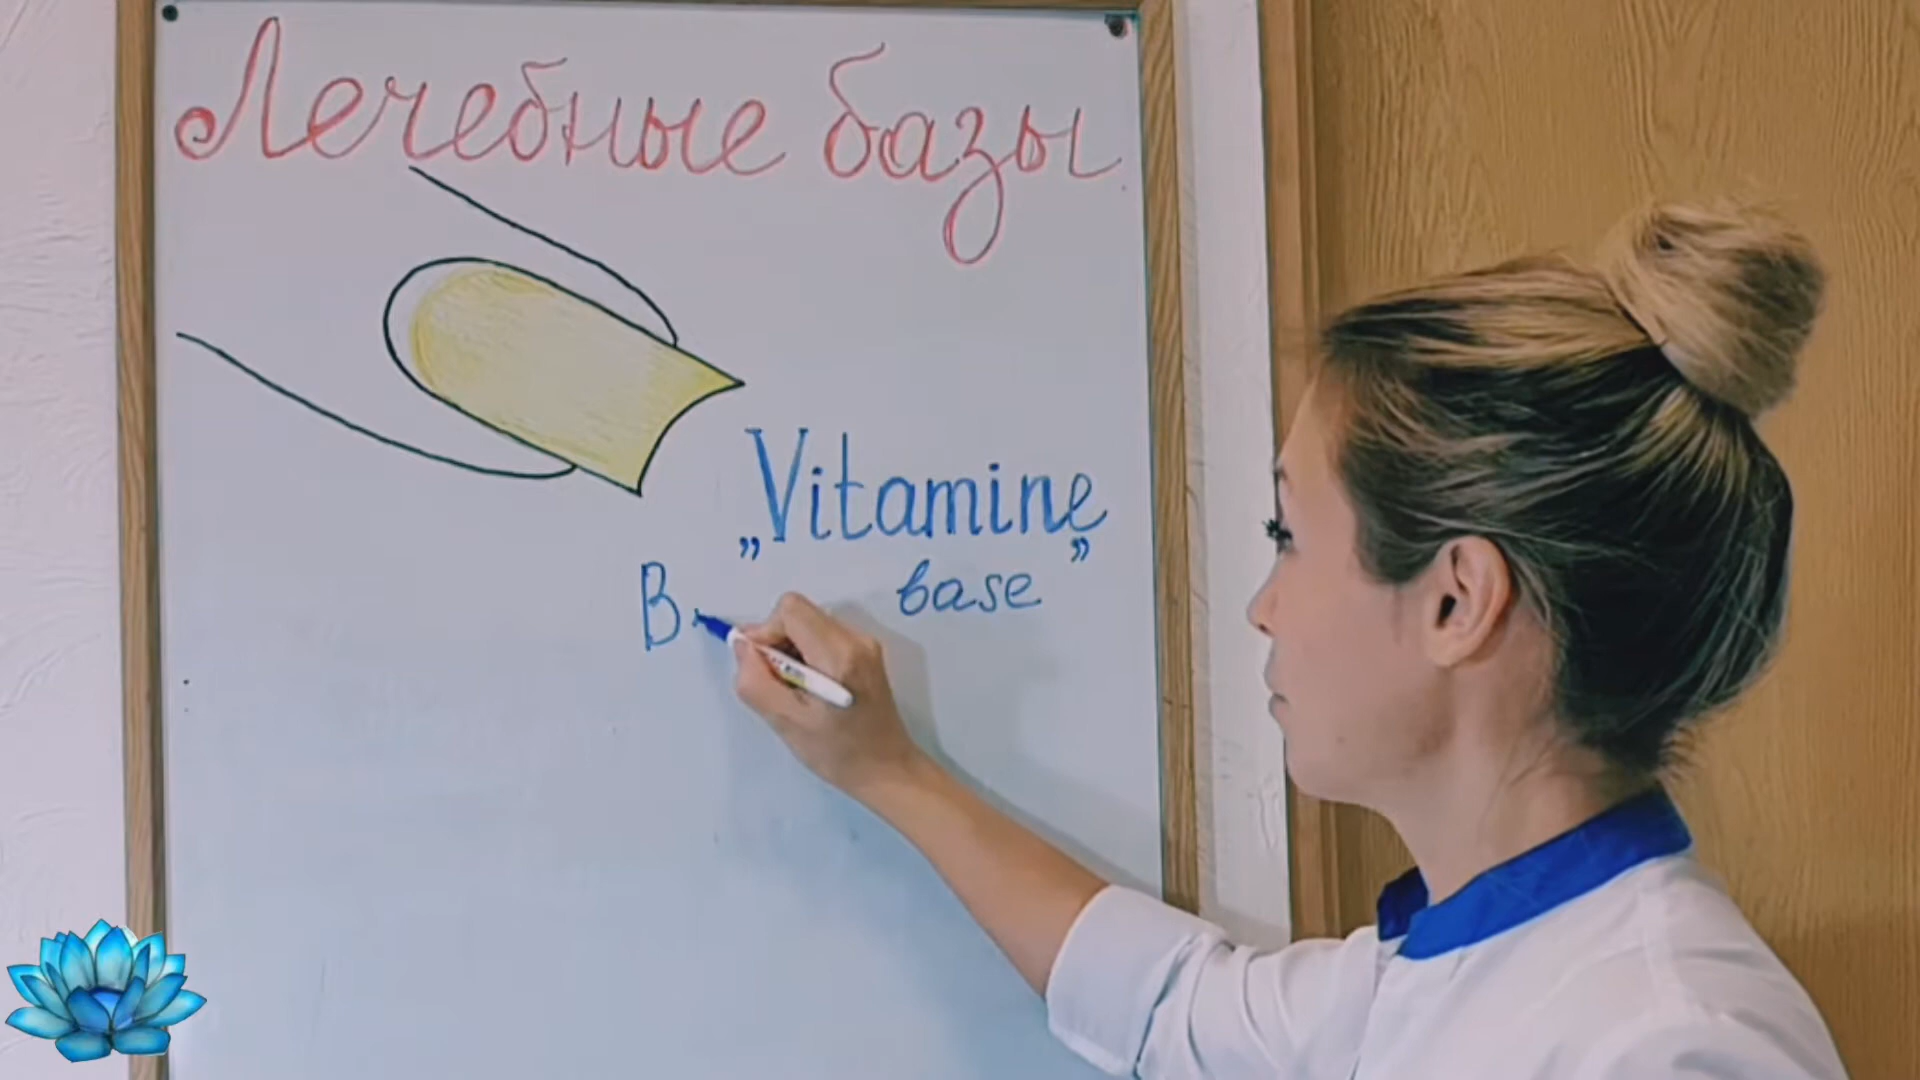 Лечебные базы
„Vitamine
base”
В